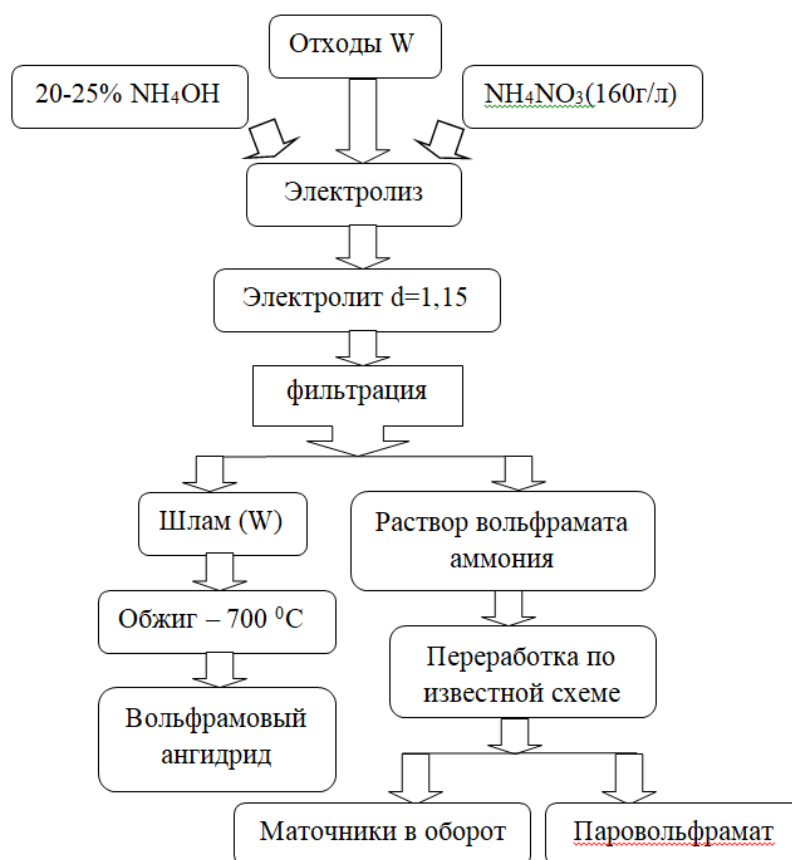 Отходы W
20-25% NH₄OH
NH₄NO₃(160г/л)
Электролиз
Электролит d=1,15
фильтрация
Шлам (W)
Раствор вольфрамата
аммония
Обжиг – 700 ⁰С
Переработка по
известной схеме
Вольфрамовый
ангидрид
Маточники в оборот
Паровольфрамат